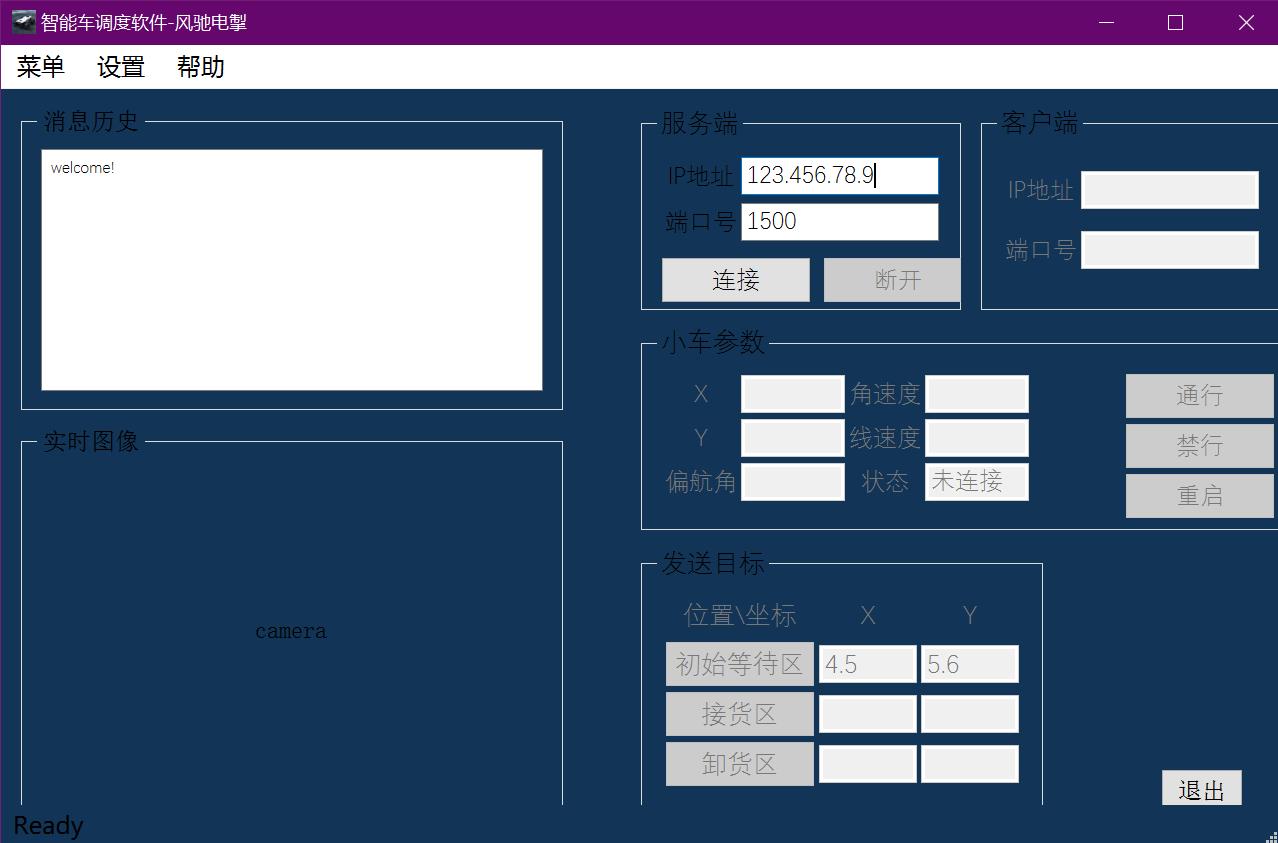 智能车调度软件-风驰电掣
菜单 设置 帮助
消息历史
welcome!
实时图像
camera
服务端
IP地址 123.456.78.9
端口号 1500
连接 断开
客户端
IP地址
端口号
小车参数
X 角速度
Y 线速度
偏航角 状态 未连接
通行
禁行
重启
发送目标
位置\坐标 X Y
初始等待区 4.5 5.6
接货区
卸货区
退出
Ready